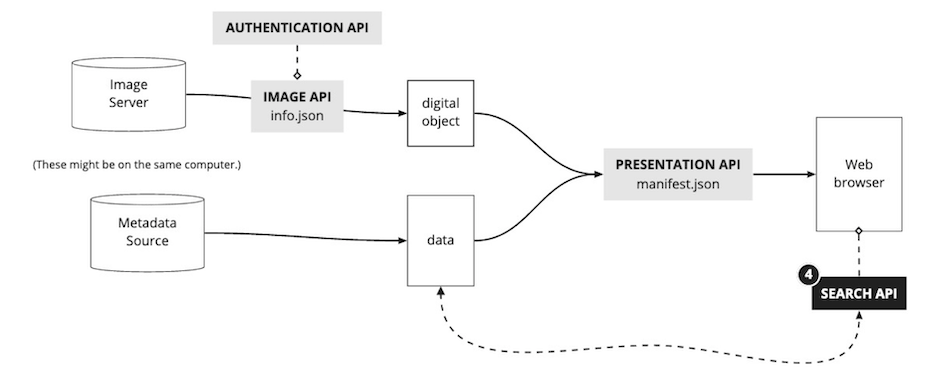 AUTHENTICATION API
Image
Server
IMAGE API
info.json
digital
object
(These might be on the same computer.)
PRESENTATION API
manifest.json
Web
browser
Metadata
Source
data
4
SEARCH API